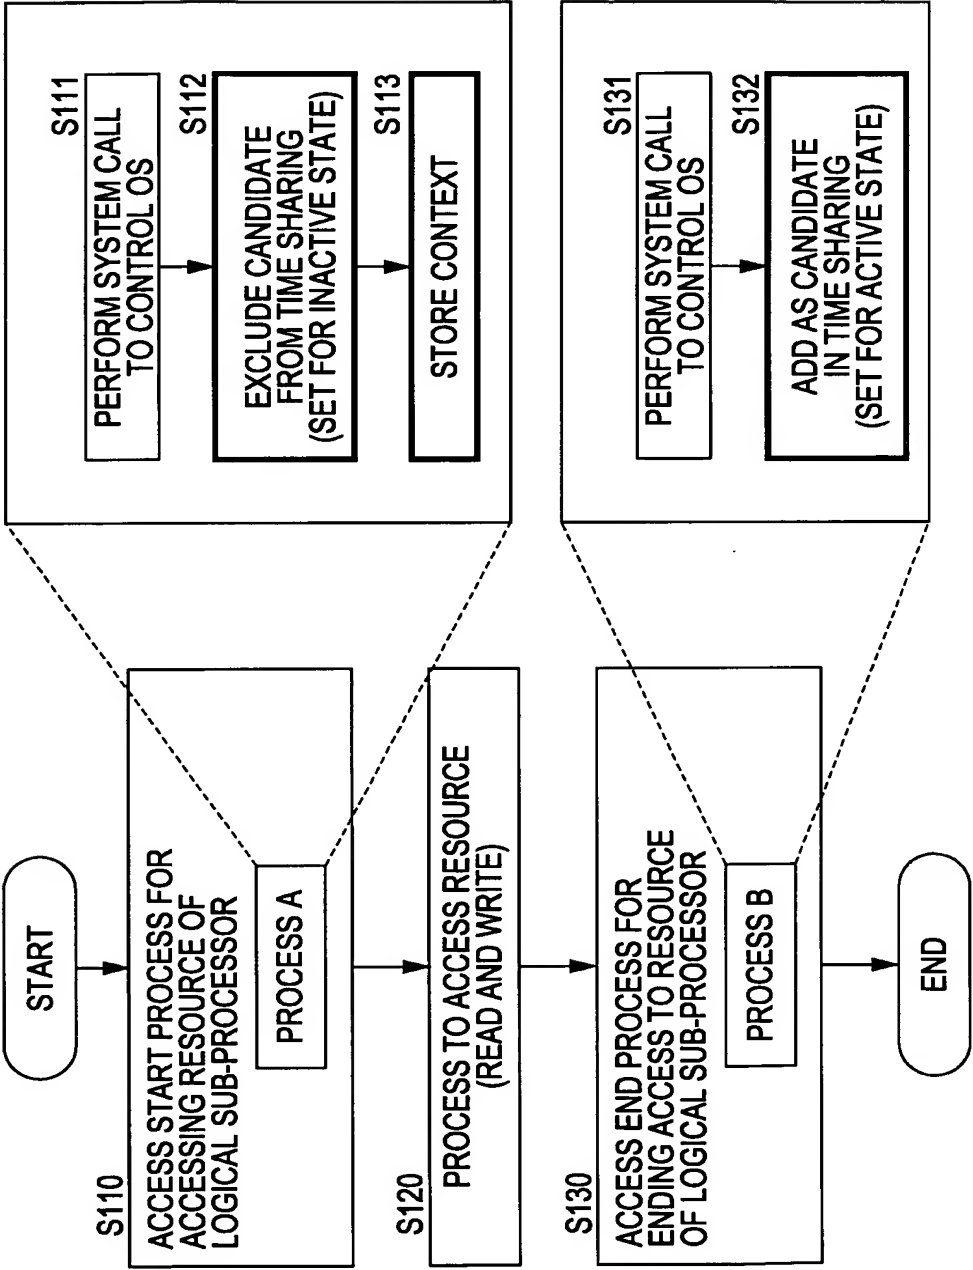 START
S110
ACCESS START PROCESS FOR
ACCESSING RESOURCE OF
LOGICAL SUB-PROCESSOR
PROCESS A
S120
PROCESS TO ACCESS RESOURCE
(READ AND WRITE)
S130
ACCESS END PROCESS FOR
ENDING ACCESS TO RESOURCE
OF LOGICAL SUB-PROCESSOR
PROCESS B
END
S111
PERFORM SYSTEM CALL
TO CONTROL OS
S112
EXCLUDE CANDIDATE
FROM TIME SHARING
(SET FOR INACTIVE STATE)
S113
STORE CONTEXT
S131
PERFORM SYSTEM CALL
TO CONTROL OS
S132
ADD AS CANDIDATE
IN TIME SHARING
(SET FOR ACTIVE STATE)